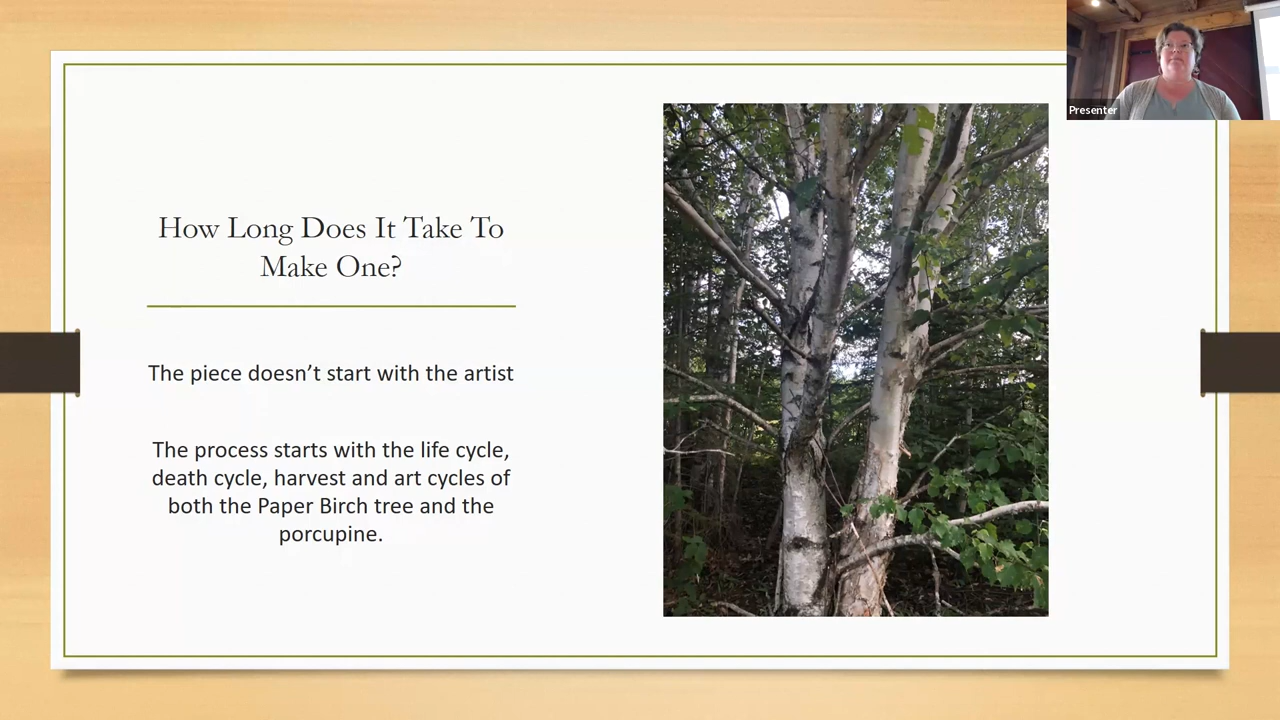 Presenter
How Long Does It Take To
Make One?
The piece doesn’t start with the artist
The process starts with the life cycle,
death cycle, harvest and art cycles of
both the Paper Birch tree and the
porcupine.